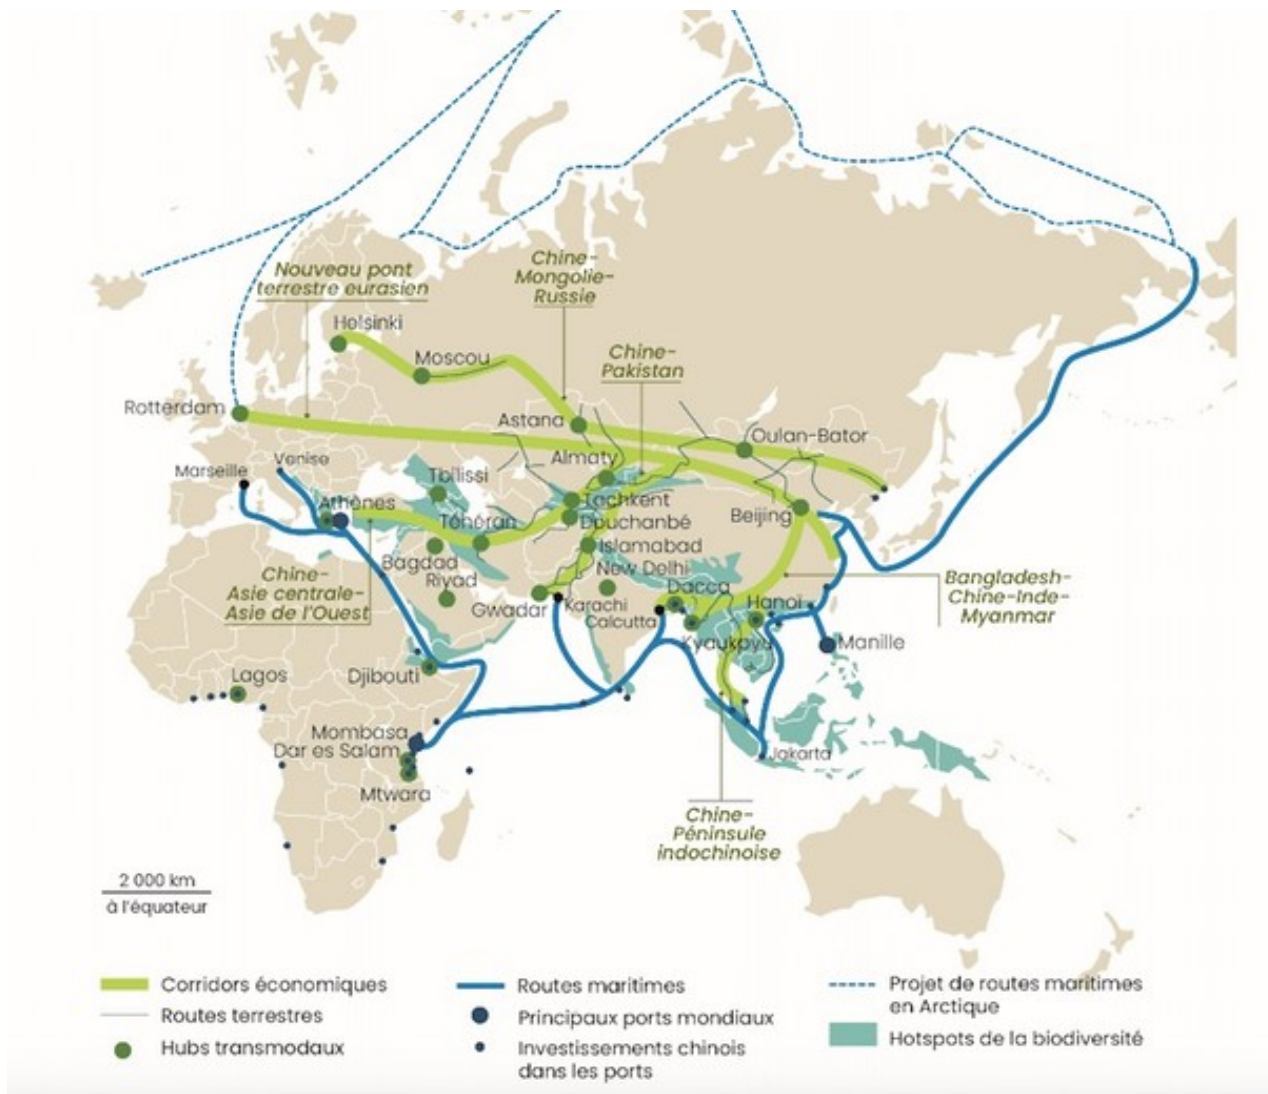 Nouveau pont
terrestre eurasien
Chine-
Mongolie-
Russie
Helsinki
Moscou
Chine-
Pakistan
Rotterdam
Astana
Oulan-Bator
Venise
Marseille
Almaty
Tbilissi
Athènes
Tachkent
Téhéran
Douchanbé
Beijing
Islamabad
Bagdad
New Delhi
Riyad
Chine-
Asie centrale-
Asie de l'Ouest
Dacca
Bangladesh-
Chine-Inde-
Myanmar
Gwadar
Karachi
Hanoï
Calcutta
Kyaukpyu
Manille
Lagos
Djibouti
Mombasa
Dar es Salam
Jakarta
Mtwara
Chine-
Péninsule
indochinoise
2 000 km
à l'équateur
Corridors économiques
Routes terrestres
Hubs transmodaux
Routes maritimes
Principaux ports mondiaux
Investissements chinois
dans les ports
Projet de routes maritimes
en Arctique
Hotspots de la biodiversité